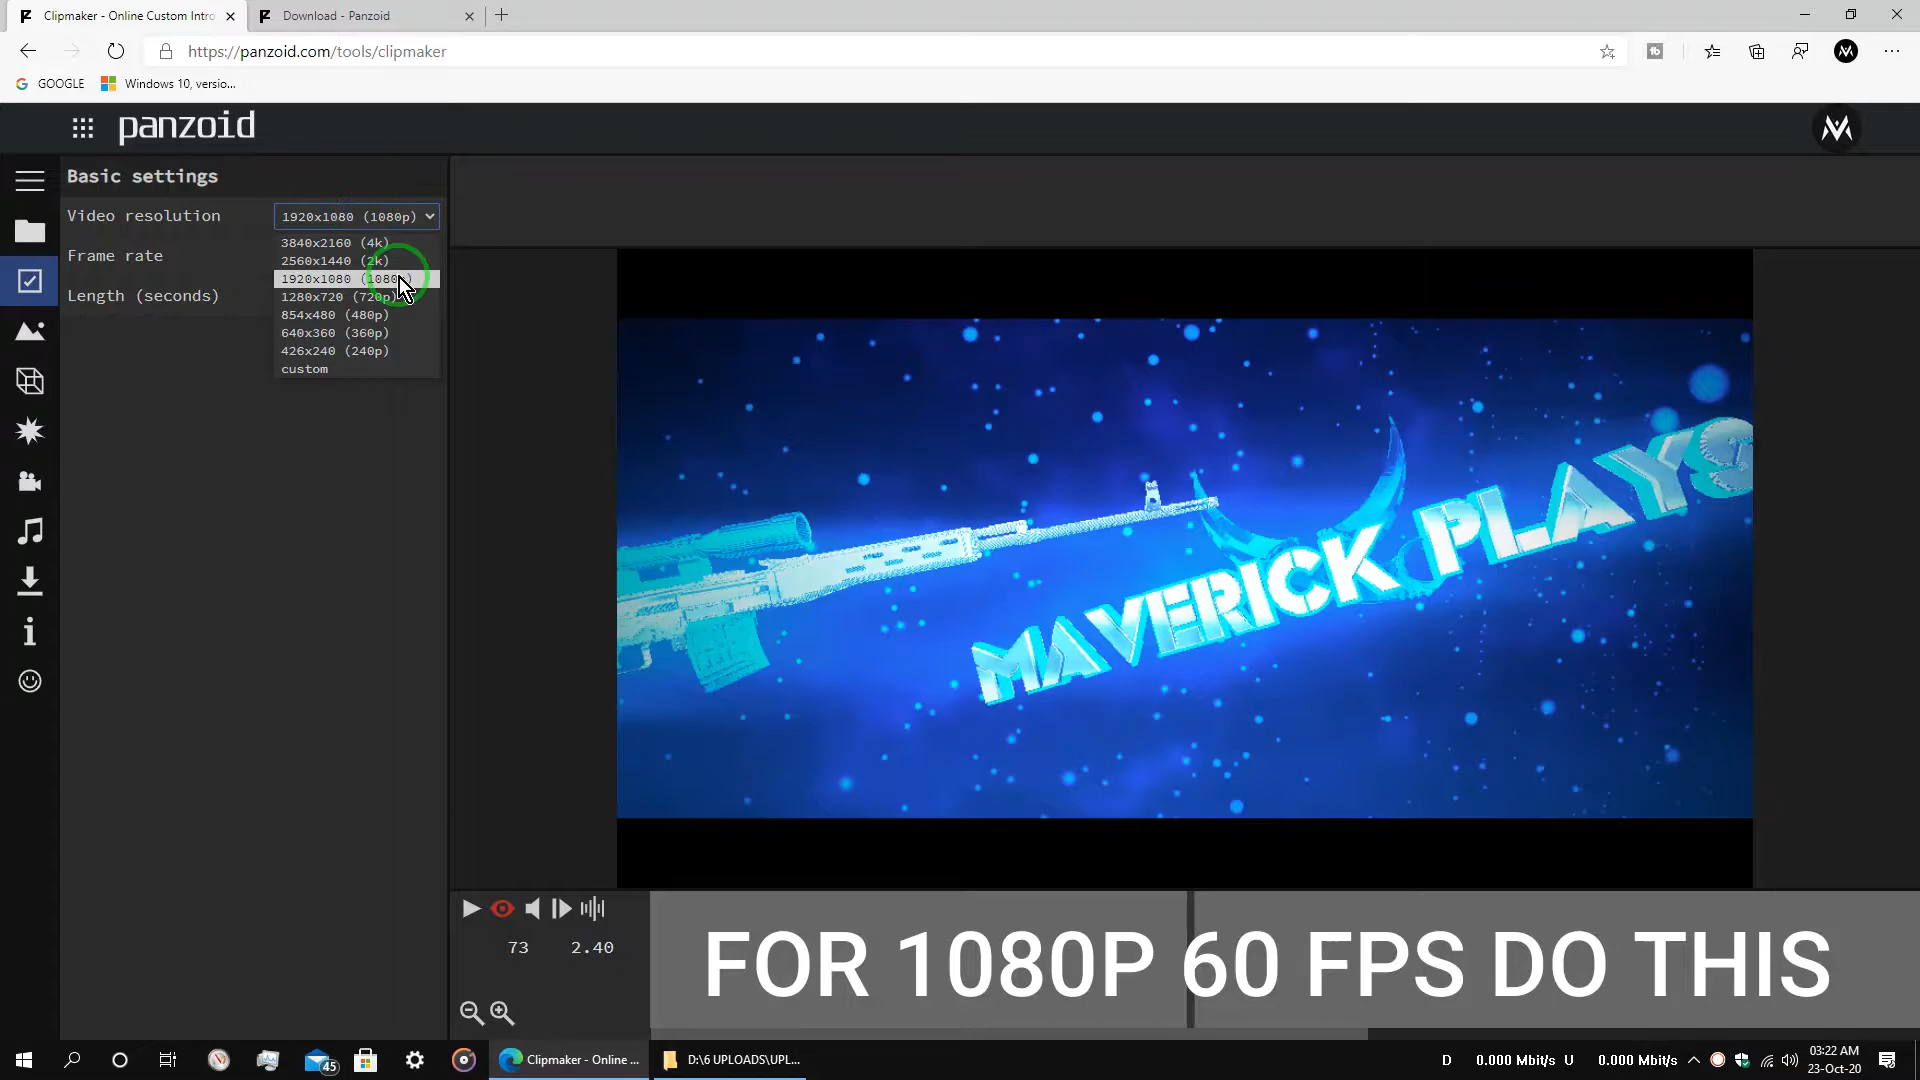 Clipmaker - Online Custom Intro
Download - Panzoid
https://panzoid.com/tools/clipmaker
GOOGLE
Windows 10, versio...
panzoid
Basic settings
Video resolution
1920x1080 (1080p)
3840x2160 (4k)
2560x1440 (2k)
Frame rate
1920x1080 (1080p)
Length (seconds)
1280x720 (720p)
854x480 (480p)
640x360 (360p)
426x240 (240p)
custom
MAVERICK PLAYS
73 2.40
FOR 1080P 60 FPS DO THIS
45
Clipmaker - Online ...
D:\6 UPLOADS\UPL...
D 0.000 Mbit/s U 0.000 Mbit/s
03:22 AM
23-Oct-20